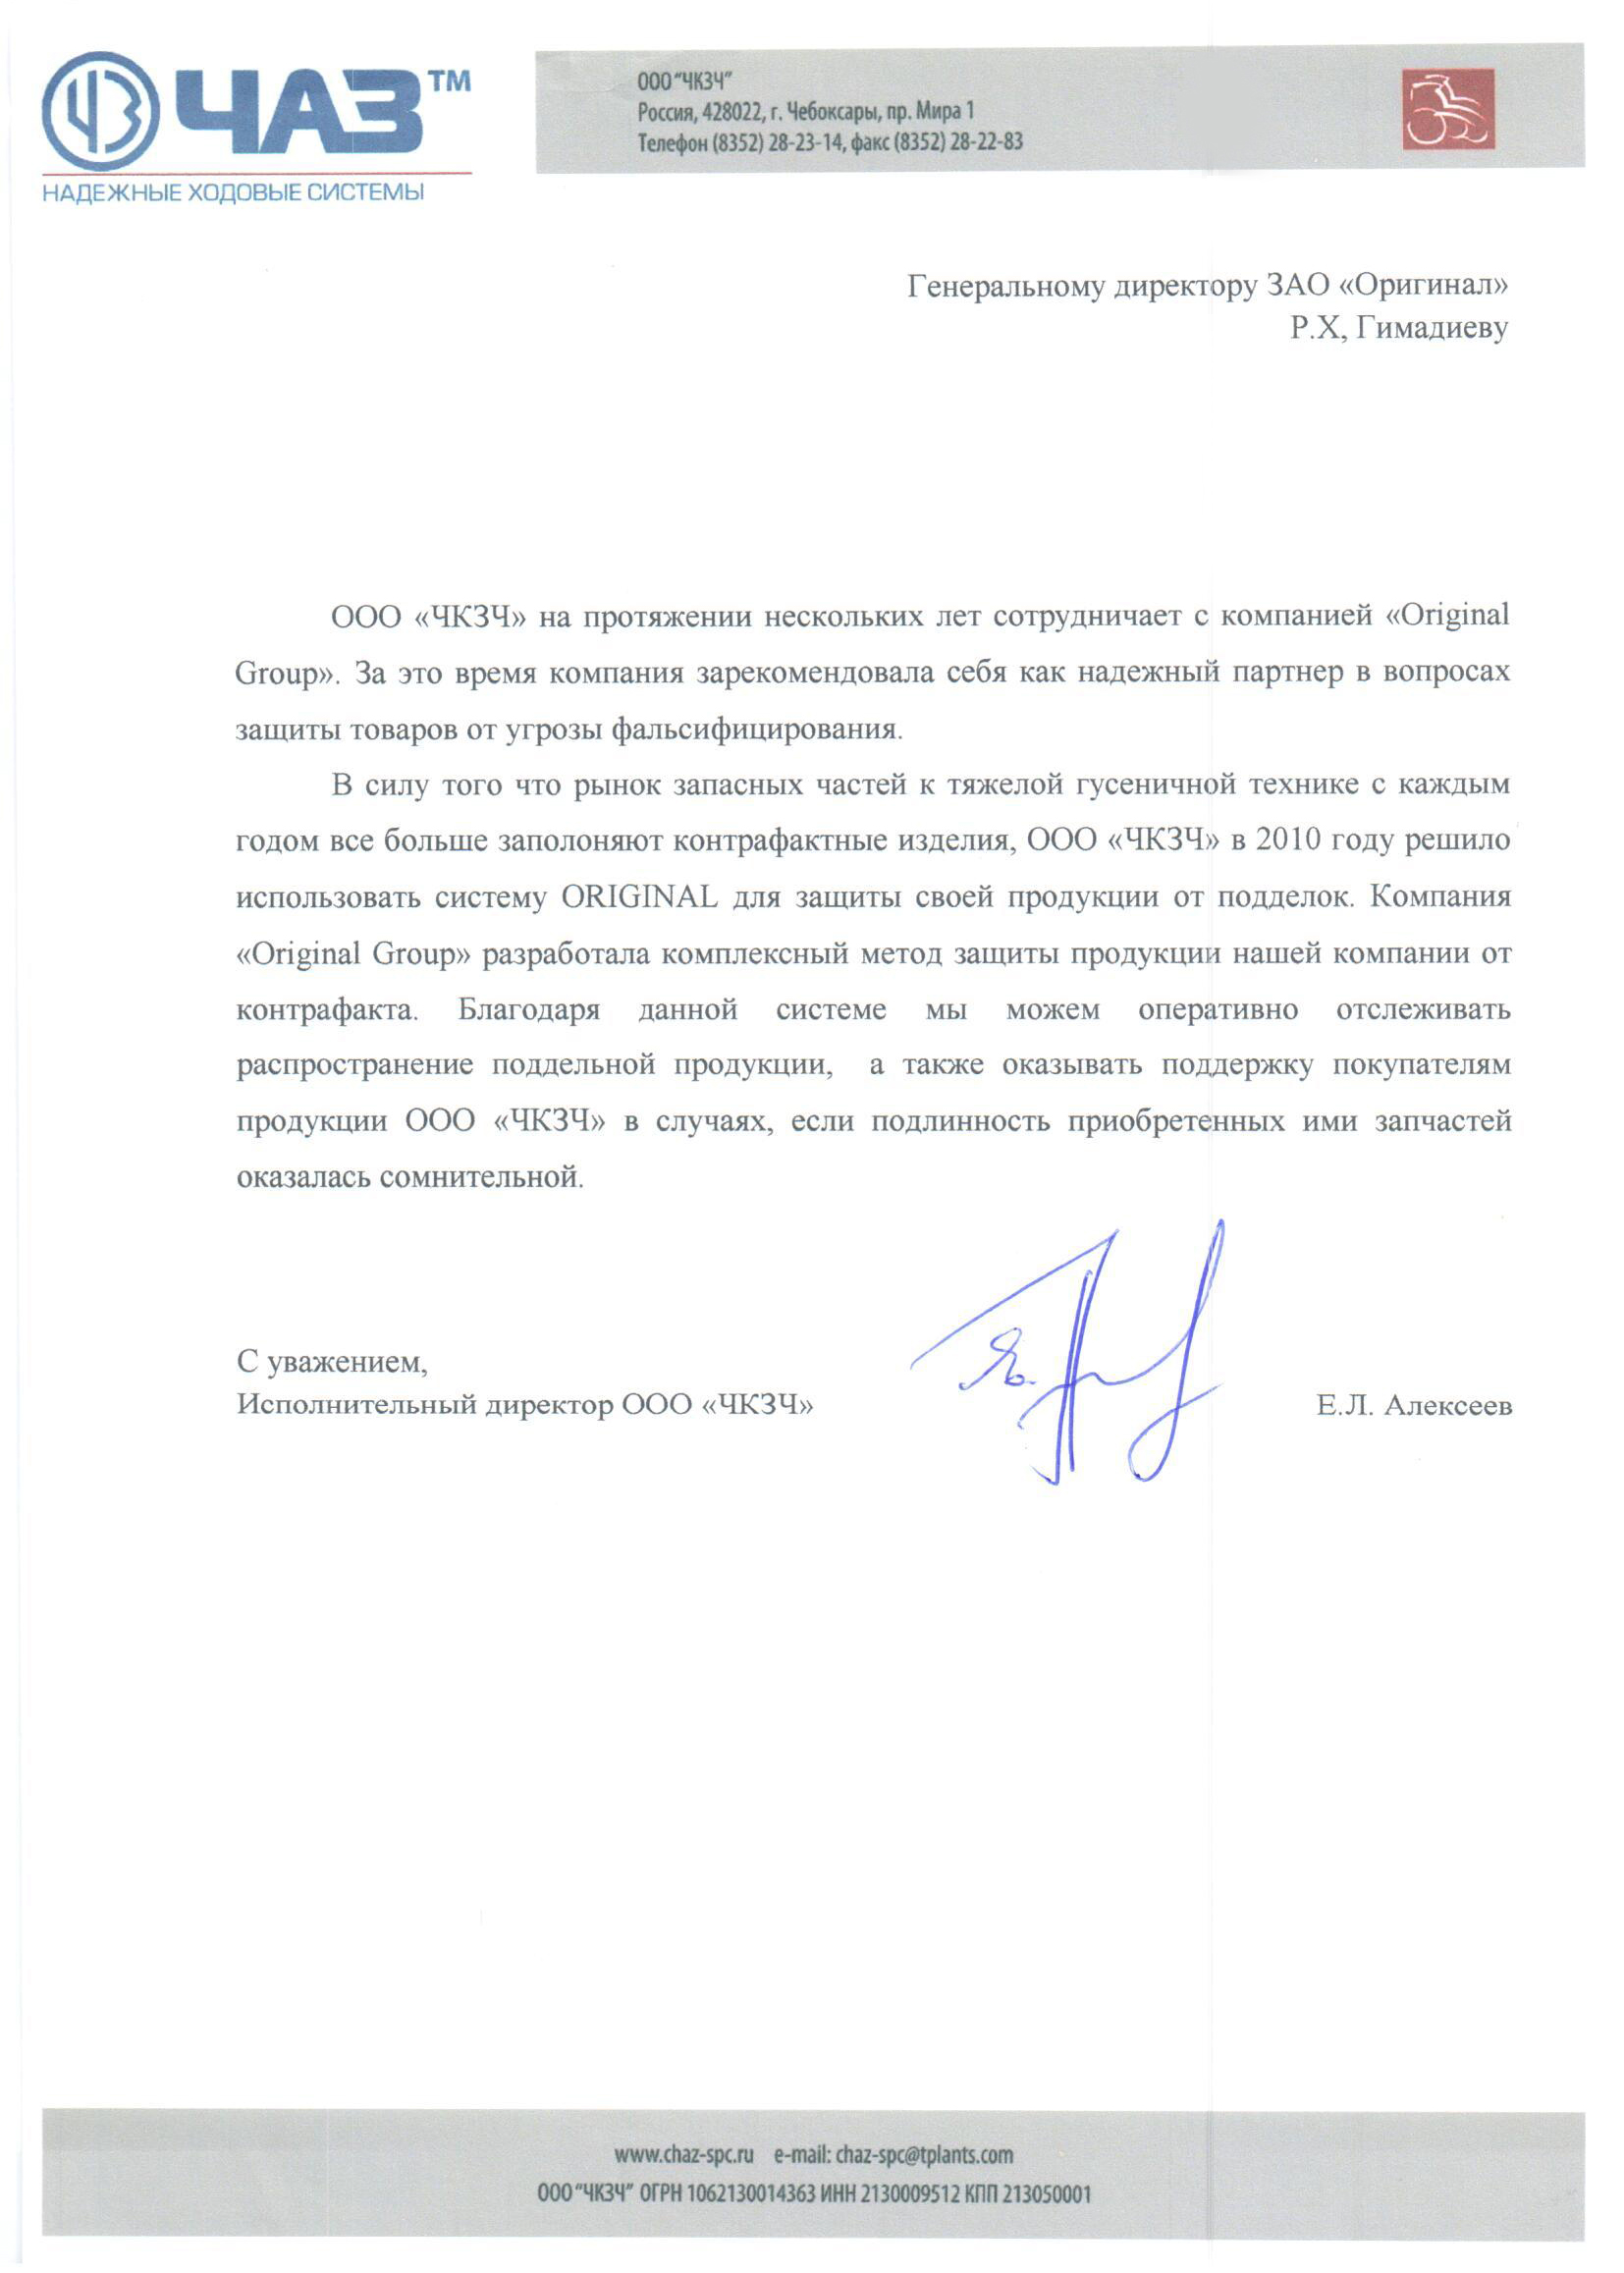 ЧЗ ЧАЗ™
НАДЕЖНЫЕ ХОДОВЫЕ СИСТЕМЫ
ООО "ЧКЗЧ"
Россия, 428022, г. Чебоксары, пр. Мира 1
Телефон (8352) 28-23-14, факс (8352) 28-22-83
Генеральному директору ЗАО «Оригинал»
Р.Х, Гимадиеву
ООО «ЧКЗЧ» на протяжении нескольких лет сотрудничает с компанией «Original
Group». За это время компания зарекомендовала себя как надежный партнер в вопросах
защиты товаров от угрозы фальсифицирования.
В силу того что рынок запасных частей к тяжелой гусеничной технике с каждым
годом все больше заполоняют контрафактные изделия, ООО «ЧКЗЧ» в 2010 году решило
использовать систему ORIGINAL для защиты своей продукции от подделок. Компания
«Original Group» разработала комплексный метод защиты продукции нашей компании от
контрафакта. Благодаря данной системе мы можем оперативно отслеживать
распространение поддельной продукции, а также оказывать поддержку покупателям
продукции ООО «ЧКЗЧ» в случаях, если подлинность приобретенных ими запчастей
оказалась сомнительной.
С уважением,
Исполнительный директор ООО «ЧКЗЧ» Е.Л. Алексеев
www.chaz-spc.ru e-mail: chaz-spc@tplants.com
ООО "ЧКЗЧ" ОГРН 1062130014363 ИНН 2130009512 КПП 213050001